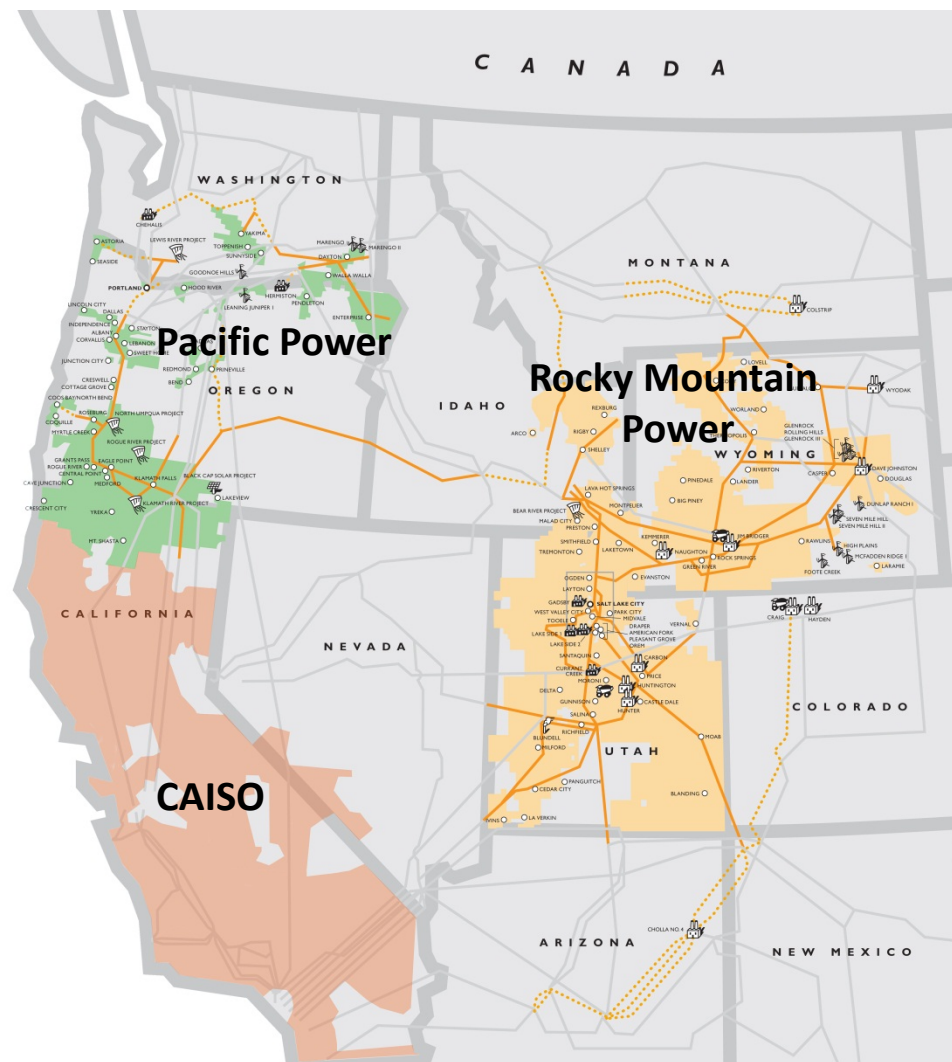 CANADA
WASHINGTON
CHEHALIS
ASTORIA
LEWIS RIVER PROJECT
YAKIMA
TOPPENISH
SUNNYSIDE
MARENGO
MARENGO II
DAYTON
SEASIDE
GOODNOE HILLS
WALLA WALLA
PORTLAND
HOOD RIVER
HERMISTON
PENDLETON
LEANING JUNIPER I
LINCOLN CITY
DALLAS
INDEPENDENCE
ALBANY
CORVALLIS
STAYTON
LEBANON
SWEET HOME
ENTERPRISE
Pacific Power
JUNCTION CITY
REDMOND
PRINEVILLE
BEND
OREGON
CRESWELL
COTTAGE GROVE
COOS BAY/NORTH BEND
ROSEBURG
NORTH UMPQUA PROJECT
COQUILLE
MYRTLE CREEK
ROGUE RIVER PROJECT
GRANTS PASS
EAGLE POINT
ROGUE RIVER
CENTRAL POINT
MEDFORD
KLAMATH FALLS
BLACK CAP SOLAR PROJECT
CAVE JUNCTION
LAKEVIEW
CRESCENT CITY
KLAMATH RIVER PROJECT
YREKA
MT. SHASTA
MONTANA
COLSTRIP
IDAHO
Rocky Mountain
Power
LOVELL
WYODAK
REXBURG
ARCO
RIGBY
SHELLEY
WORLAND
GLENROCK
ROLLING HILLS
GLENROCK III
WYOMING
RIVERTON
CASPER
DAVE JOHNSTON
DOUGLAS
PINEDALE
LANDER
BIG PINEY
DUNLAP RANCH I
LAVA HOT SPRINGS
MONTPELIER
BEAR RIVER PROJECT
MALAD CITY
PRESTON
SEVEN MILE HILL
SEVEN MILE HILL II
SMITHFIELD
LAKETOWN
KEMMERER
NAUGHTON
JIM BRIDGER
ROCK SPRINGS
GREEN RIVER
RAWLINS
HIGH PLAINS
MCFADDEN RIDGE I
FOOTE CREEK
LARAMIE
TREMONTON
EVANSTON
OGDEN
LAYTON
GADSBY
SALT LAKE CITY
WEST VALLEY CITY
PARK CITY
TOOELE
MIDVALE
DRAPER
AMERICAN FORK
PLEASANT GROVE
OREM
LAKE SIDE 1
LAKE SIDE 2
VERNAL
CRAIG
HAYDEN
CALIFORNIA
NEVADA
SANTAQUIN
CARBON
CURRANT
CREEK
PRICE
MORONI
HUNTINGTON
DELTA
GUNNISON
CASTLE DALE
HUNTER
SALINA
COLORADO
RICHFIELD
BLUNDELL
MILFORD
UTAH
MOAB
CAISO
PANGUITCH
CEDAR CITY
BLANDING
IVINS
LA VERKIN
CHOLLA NO. 4
ARIZONA
NEW MEXICO